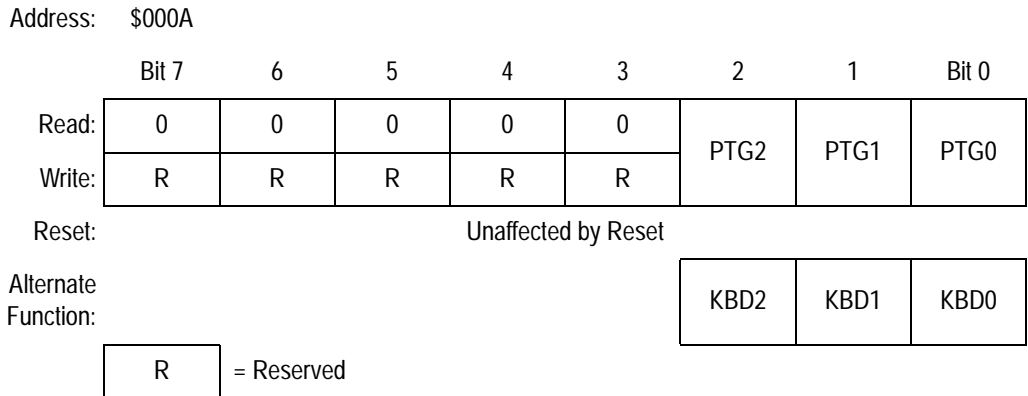 Address: $000A
Bit 7 6 5 4 3 2 1 Bit 0
Read: 0 0 0 0 0 PTG2 PTG1 PTG0
Write: R R R R R
Reset: Unaffected by Reset
Alternate
Function: KBD2 KBD1 KBD0
R = Reserved